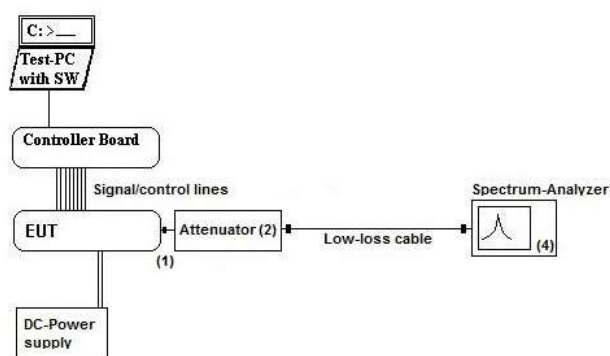 C: >__
Test-PC
with SW
Controller Board
Signal/control lines
Spectrum-Analyzer
EUT
Attenuator (2)
Low-loss cable
(4)
(1)
DC-Power
supply